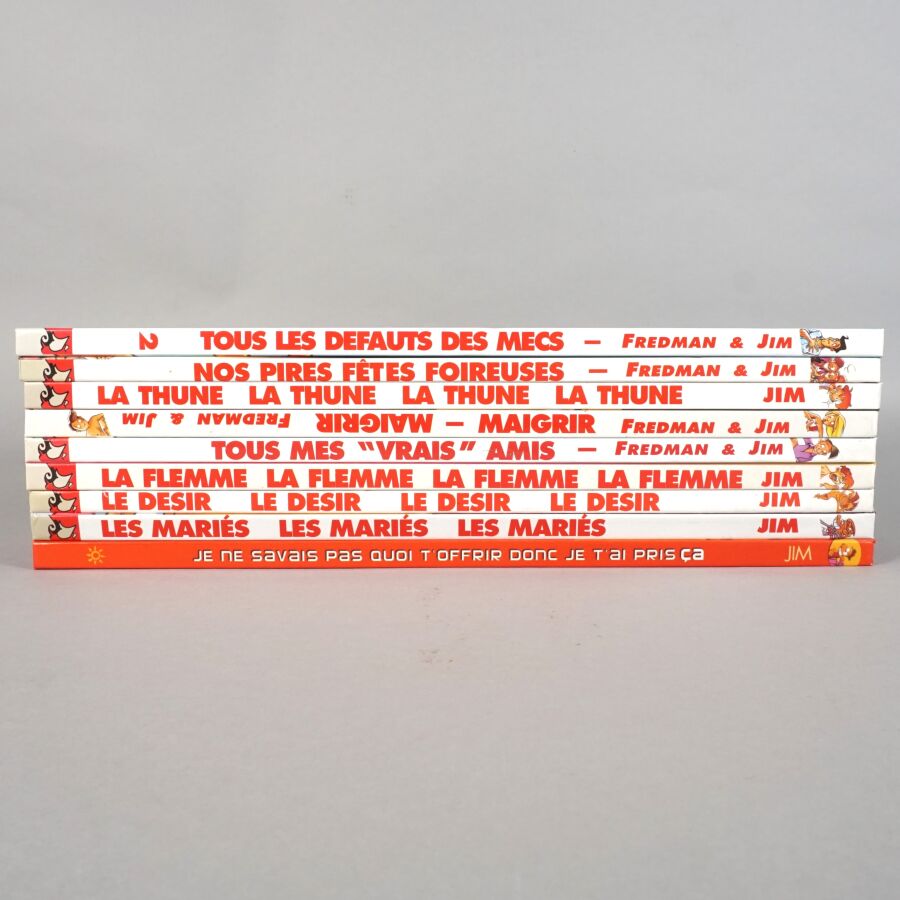 2 TOUS LES DEFAUTS DES MECS – FREDMAN & JIM
NOS PIRES FÊTES FOIREUSES – FREDMAN & JIM
LA THUNE LA THUNE LA THUNE LA THUNE JIM
FREDMAN & JIM MAIGRIR – MAIGRIR FREDMAN & JIM
TOUS MES "VRAIS" AMIS – FREDMAN & JIM
LA FLEMME LA FLEMME LA FLEMME LA FLEMME JIM
LE DESIR LE DESIR LE DESIR LE DESIR JIM
LES MARIÉS LES MARIÉS LES MARIÉS JIM
JE NE SAVAIS PAS QUOI T'OFFRIR DONC JE T'AI PRIS ça JIM